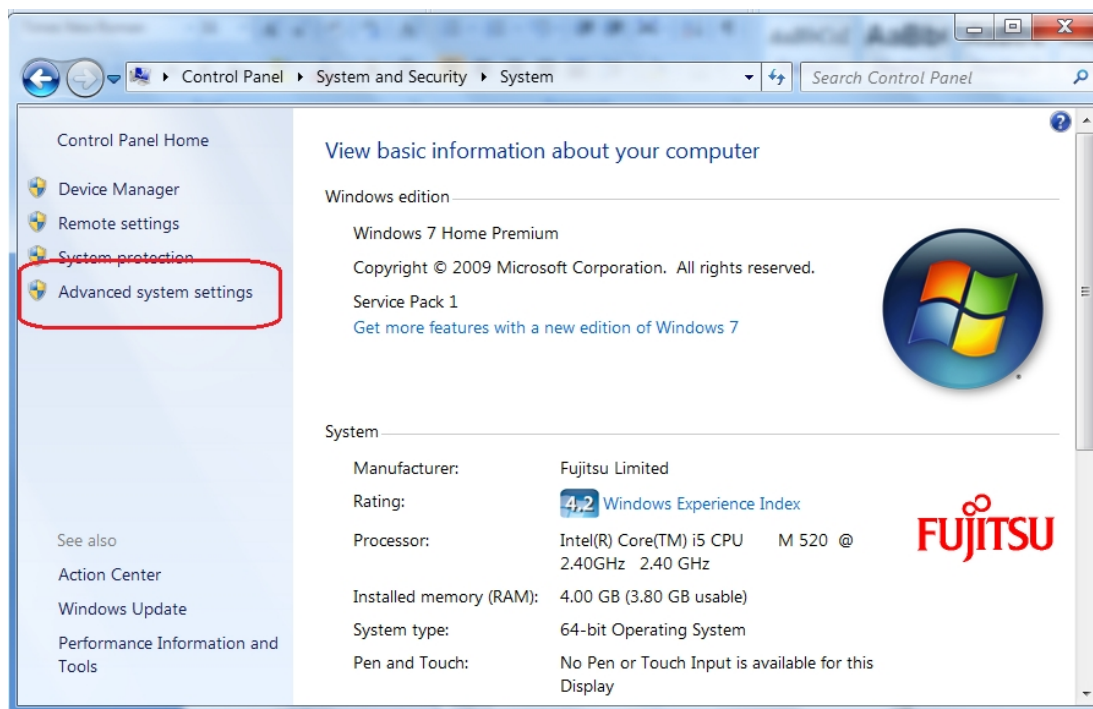 Control Panel ▸ System and Security ▸ System
Search Control Panel
Control Panel Home
Device Manager
Remote settings
System protection
Advanced system settings
See also
Action Center
Windows Update
Performance Information and
Tools
View basic information about your computer
Windows edition
Windows 7 Home Premium
Copyright © 2009 Microsoft Corporation. All rights reserved.
Service Pack 1
Get more features with a new edition of Windows 7
System
Manufacturer: Fujitsu Limited
Rating: 4,2 Windows Experience Index
Processor: Intel(R) Core(TM) i5 CPU M 520 @
2.40GHz 2.40 GHz
Installed memory (RAM): 4.00 GB (3.80 GB usable)
System type: 64-bit Operating System
Pen and Touch: No Pen or Touch Input is available for this
Display
FUJITSU